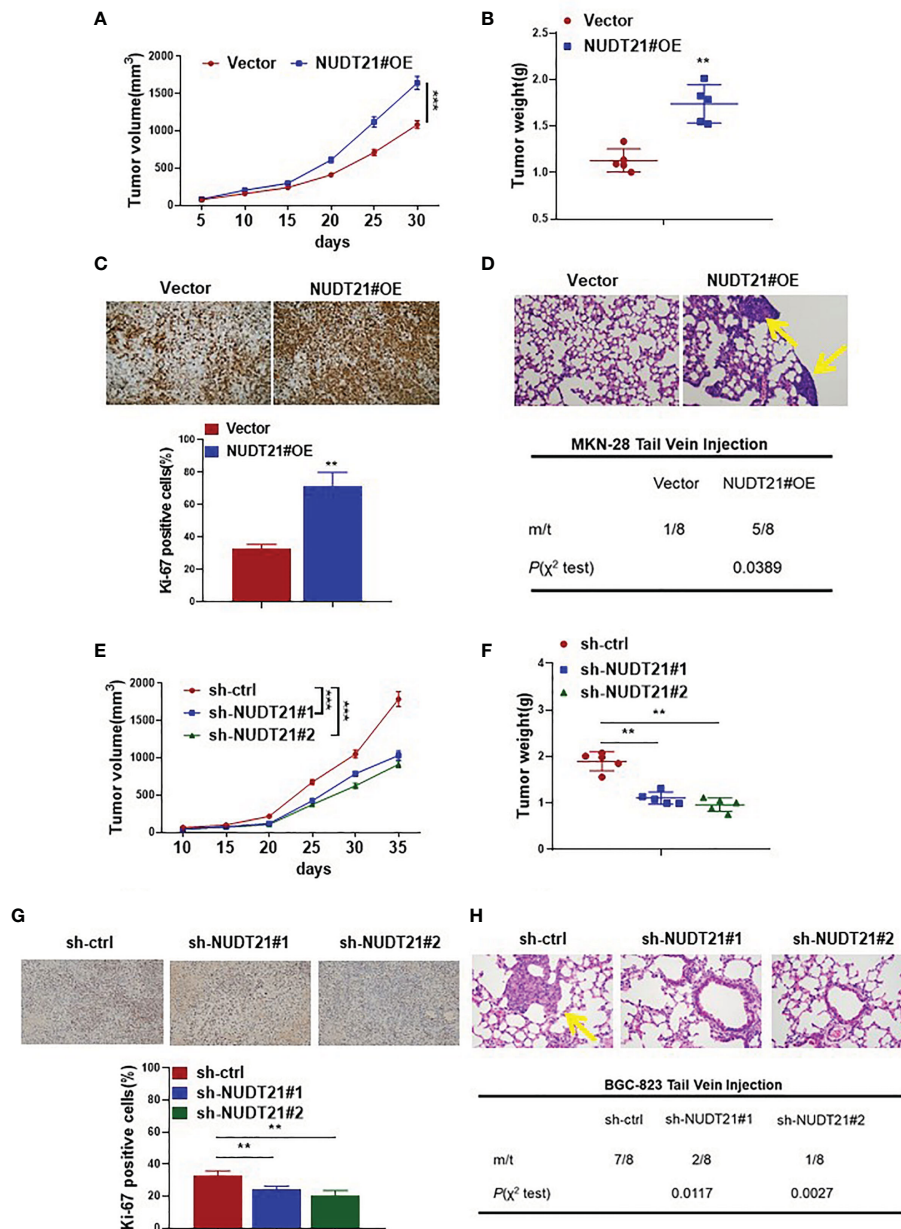 A
Vector NUDT21#OE
Tumor volume(mm3)
2000
1500
1000
500
0
***
5 10 15 20 25 30
days
B
Vector
NUDT21#OE
Tumor weight(g)
2.5
2.0
1.5
1.0
0.5
**
C
Vector NUDT21#OE
Vector
NUDT21#OE
Ki-67 positive cells(%)
100
80
60
40
20
0
**
D
Vector NUDT21#OE
MKN-28 Tail Vein Injection
Vector NUDT21#OE
m/t 1/8 5/8
P(χ2 test) 0.0389
E
sh-ctrl
sh-NUDT21#1
sh-NUDT21#2
*** ***
Tumor volume(mm3)
2000
1500
1000
500
0
10 15 20 25 30 35
days
F
sh-ctrl
sh-NUDT21#1
sh-NUDT21#2
Tumor weight(g)
4
3
2
1
0
**
**
G
sh-ctrl sh-NUDT21#1 sh-NUDT21#2
sh-ctrl
sh-NUDT21#1
sh-NUDT21#2
Ki-67 positive cells(%)
100
80
60
40
20
0
**
**
H
sh-ctrl sh-NUDT21#1 sh-NUDT21#2
BGC-823 Tail Vein Injection
sh-ctrl sh-NUDT21#1 sh-NUDT21#2
m/t 7/8 2/8 1/8
P(χ2 test) 0.0117 0.0027